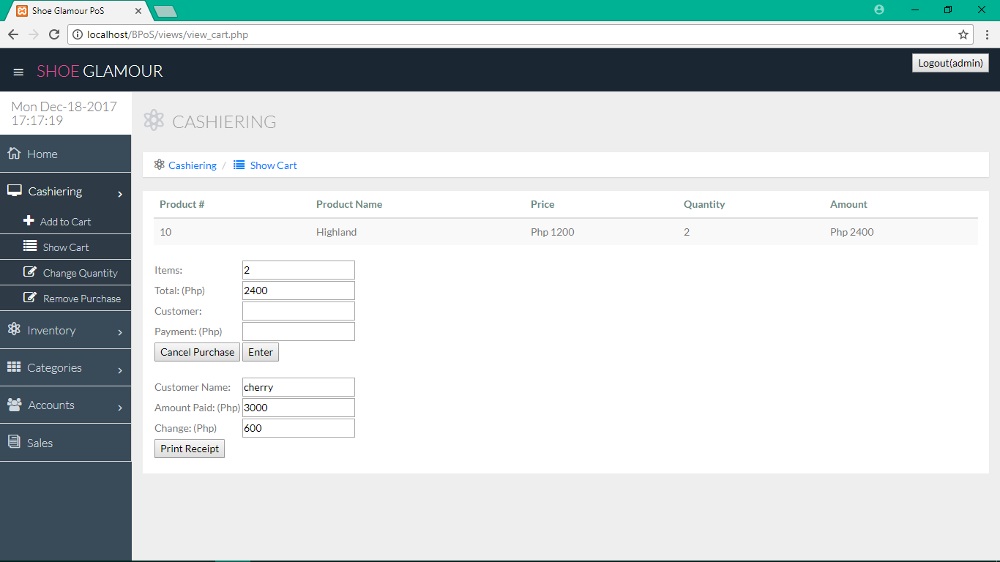 Shoe Glamour PoS
localhost/BPoS/views/view_cart.php
SHOE GLAMOUR
Logout(admin)
Mon Dec-18-2017
17:17:19
Home
Cashiering
Add to Cart
Show Cart
Change Quantity
Remove Purchase
Inventory
Categories
Accounts
Sales
CASHIERING
Cashiering / Show Cart
Product # Product Name Price Quantity Amount
10 Highland Php 1200 2 Php 2400
Items: 2
Total: (Php) 2400
Customer:
Payment: (Php)
Cancel Purchase Enter
Customer Name: cherry
Amount Paid: (Php) 3000
Change: (Php) 600
Print Receipt